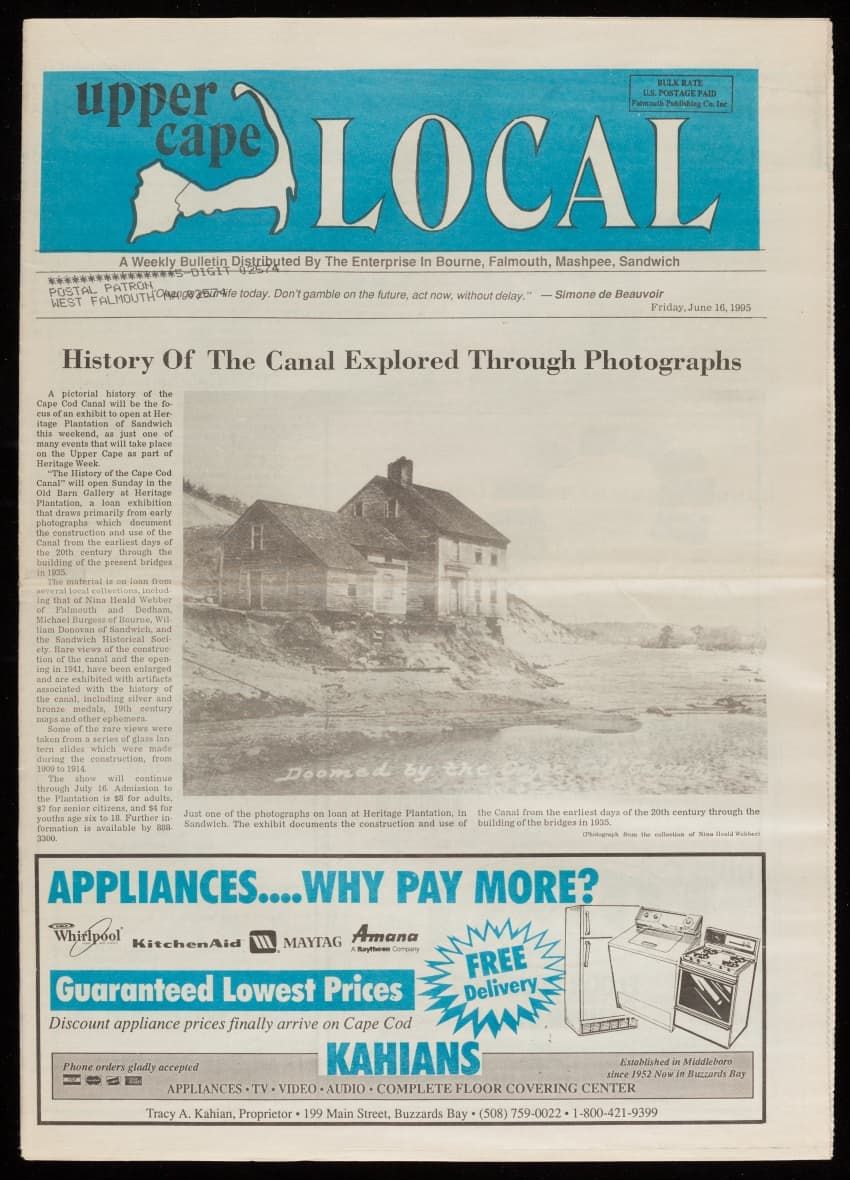 upper
cape
LOCAL
BULK RATE
U.S. POSTAGE PAID
Falmouth Publishing Co. Inc
A Weekly Bulletin Distributed By The Enterprise In Bourne, Falmouth, Mashpee, Sandwich
****************5-DIGIT 02574
POSTAL PATRON
WEST FALMOUTH MA 02574
"Change your life today. Don't gamble on the future, act now, without delay." — Simone de Beauvoir
Friday, June 16, 1995
History Of The Canal Explored Through Photographs
A pictorial history of the
Cape Cod Canal will be the fo-
cus of an exhibit to open at Her-
itage Plantation of Sandwich
this weekend, as just one of
many events that will take place
on the Upper Cape as part of
Heritage Week.
"The History of the Cape Cod
Canal" will open Sunday in the
Old Barn Gallery at Heritage
Plantation, a loan exhibition
that draws primarily from early
photographs which document
the construction and use of the
Canal from the earliest days of
the 20th century through the
building of the present bridges
in 1935.
The material is on loan from
several local collections, includ-
ing that of Nina Heald Webber
of Falmouth and Dedham,
Michael Burgess of Bourne, Wil-
liam Donovan of Sandwich, and
the Sandwich Historical Soci-
ety. Rare views of the construc-
tion of the canal and the open-
ing in 1941, have been enlarged
and are exhibited with artifacts
associated with the history of
the canal, including silver and
bronze medals, 19th century
maps and other ephemera.
Some of the rare views were
taken from a series of glass lan-
tern slides which were made
during the construction, from
1909 to 1914.
The show will continue
through July 16. Admission to
the Plantation is $8 for adults,
$7 for senior citizens, and $4 for
youths age six to 18. Further in-
formation is available by 888-
3300.
Doomed by the
Just one of the photographs on loan at Heritage Plantation, in
Sandwich. The exhibit documents the construction and use of
the Canal from the earliest days of the 20th century through the
building of the bridges in 1935.
(Photograph from the collection of Nina Heald Webber)
APPLIANCES....WHY PAY MORE?
Whirlpool
KitchenAid
MAYTAG
Amana
A Raytheon Company
FREE
Delivery
Guaranteed Lowest Prices
Discount appliance prices finally arrive on Cape Cod
KAHIANS
Phone orders gladly accepted
Established in Middleboro
since 1952 Now in Buzzards Bay
APPLIANCES • TV • VIDEO • AUDIO • COMPLETE FLOOR COVERING CENTER
Tracy A. Kahian, Proprietor • 199 Main Street, Buzzards Bay • (508) 759-0022 • 1-800-421-9399